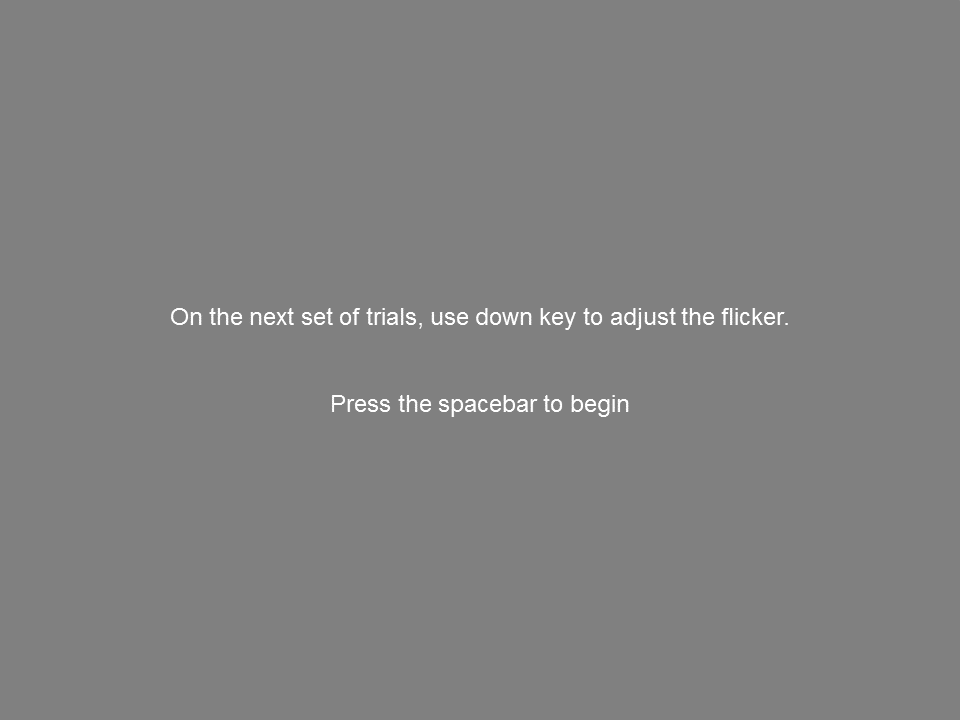 On the next set of trials, use down key to adjust the flicker.
Press the spacebar to begin